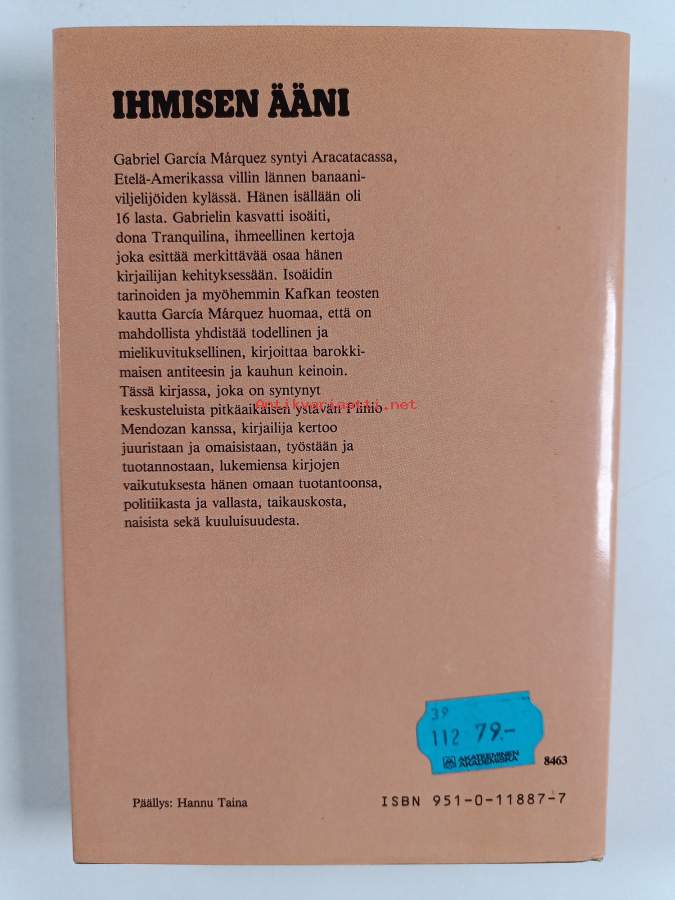 IHMISEN ÄÄNI
Gabriel García Márquez syntyi Aracatacassa,
Etelä-Amerikassa villin lännen banaani-
viljelijöiden kylässä. Hänen isällään oli
16 lasta. Gabrielin kasvatti isoäiti,
dona Tranquilina, ihmeellinen kertoja
joka esittää merkittävää osaa hänen
kirjailijan kehityksessään. Isoäidin
tarinoiden ja myöhemmin Kafkan teosten
kautta García Márquez huomaa, että on
mahdollista yhdistää todellinen ja
mielikuvituksellinen, kirjoittaa barokki-
maisen antiteesin ja kauhun keinoin.
Tässä kirjassa, joka on syntynyt
keskusteluista pitkäaikaisen ystävän Plinio
Antikvariaatti.net
Mendozan kanssa, kirjailija kertoo
juuristaan ja omaisistaan, työstään ja
tuotannostaan, lukemiensa kirjojen
vaikutuksesta hänen omaan tuotantoonsa,
politiikasta ja vallasta, taikauskosta,
naisista sekä kuuluisuudesta.
39
112 79.-
AKATEEMINEN
AKADEMISKA
8463
Päällys: Hannu Taina
ISBN 951-0-11887-7